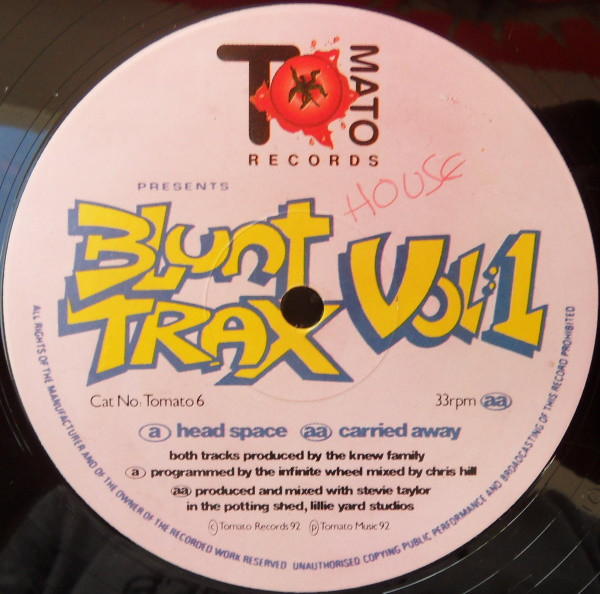 TOMATO
RECORDS
HOUSE
PRESENTS
Blunt
TRAX Vol:1
Cat No: Tomato 6 33rpm aa
a head space aa carried away
both tracks produced by the knew family
a programmed by the infinite wheel mixed by chris hill
aa produced and mixed with stevie taylor
in the potting shed, lillie yard studios
©Tomato Records 92 ℗Tomato Music 92
ALL RIGHTS OF THE MANUFACTURER AND OF THE OWNER OF THE RECORDED WORK RESERVED UNAUTHORISED COPYING PUBLIC PERFORMANCE AND BROADCASTING OF THIS RECORD PROHIBITED